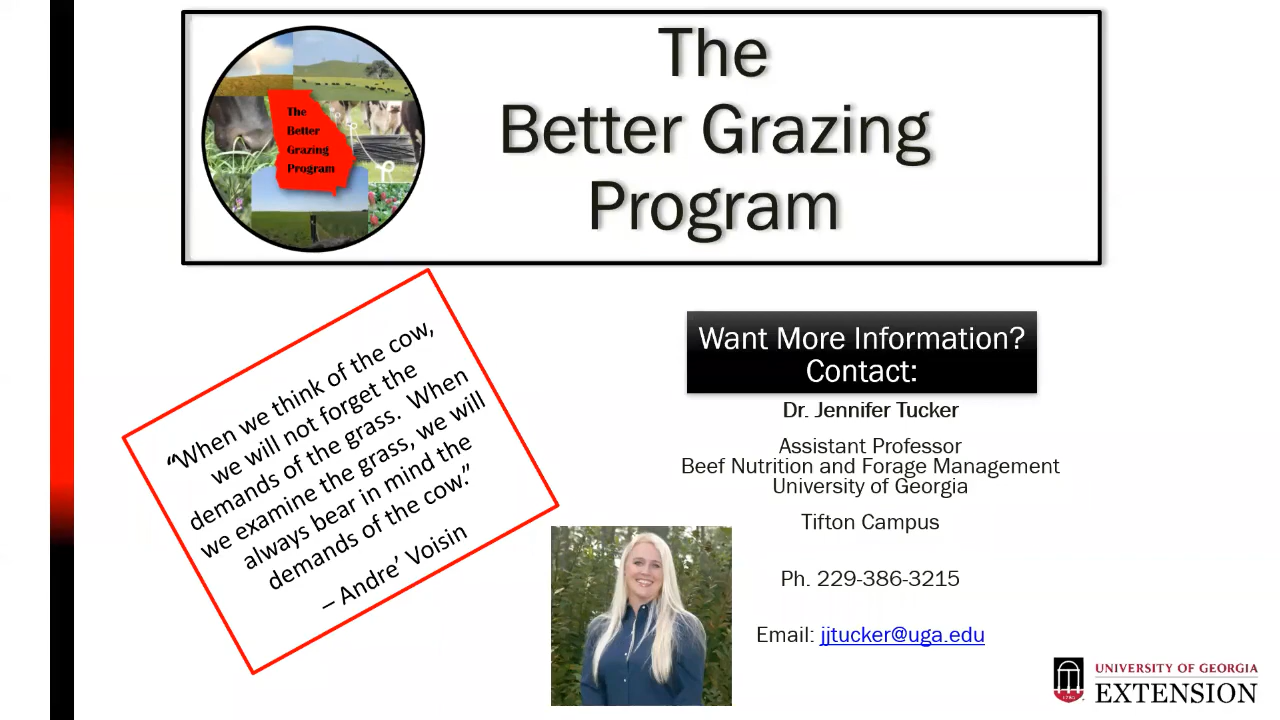 The
Better Grazing
Program
The
Better
Grazing
Program
“When we think of the cow,
we will not forget the
demands of the grass. When
we examine the grass, we will
always bear in mind the
demands of the cow.”
– Andre’ Voisin
Want More Information?
Contact:
Dr. Jennifer Tucker
Assistant Professor
Beef Nutrition and Forage Management
University of Georgia
Tifton Campus
Ph. 229-386-3215
Email: jjtucker@uga.edu
1785
UNIVERSITY OF GEORGIA
EXTENSION